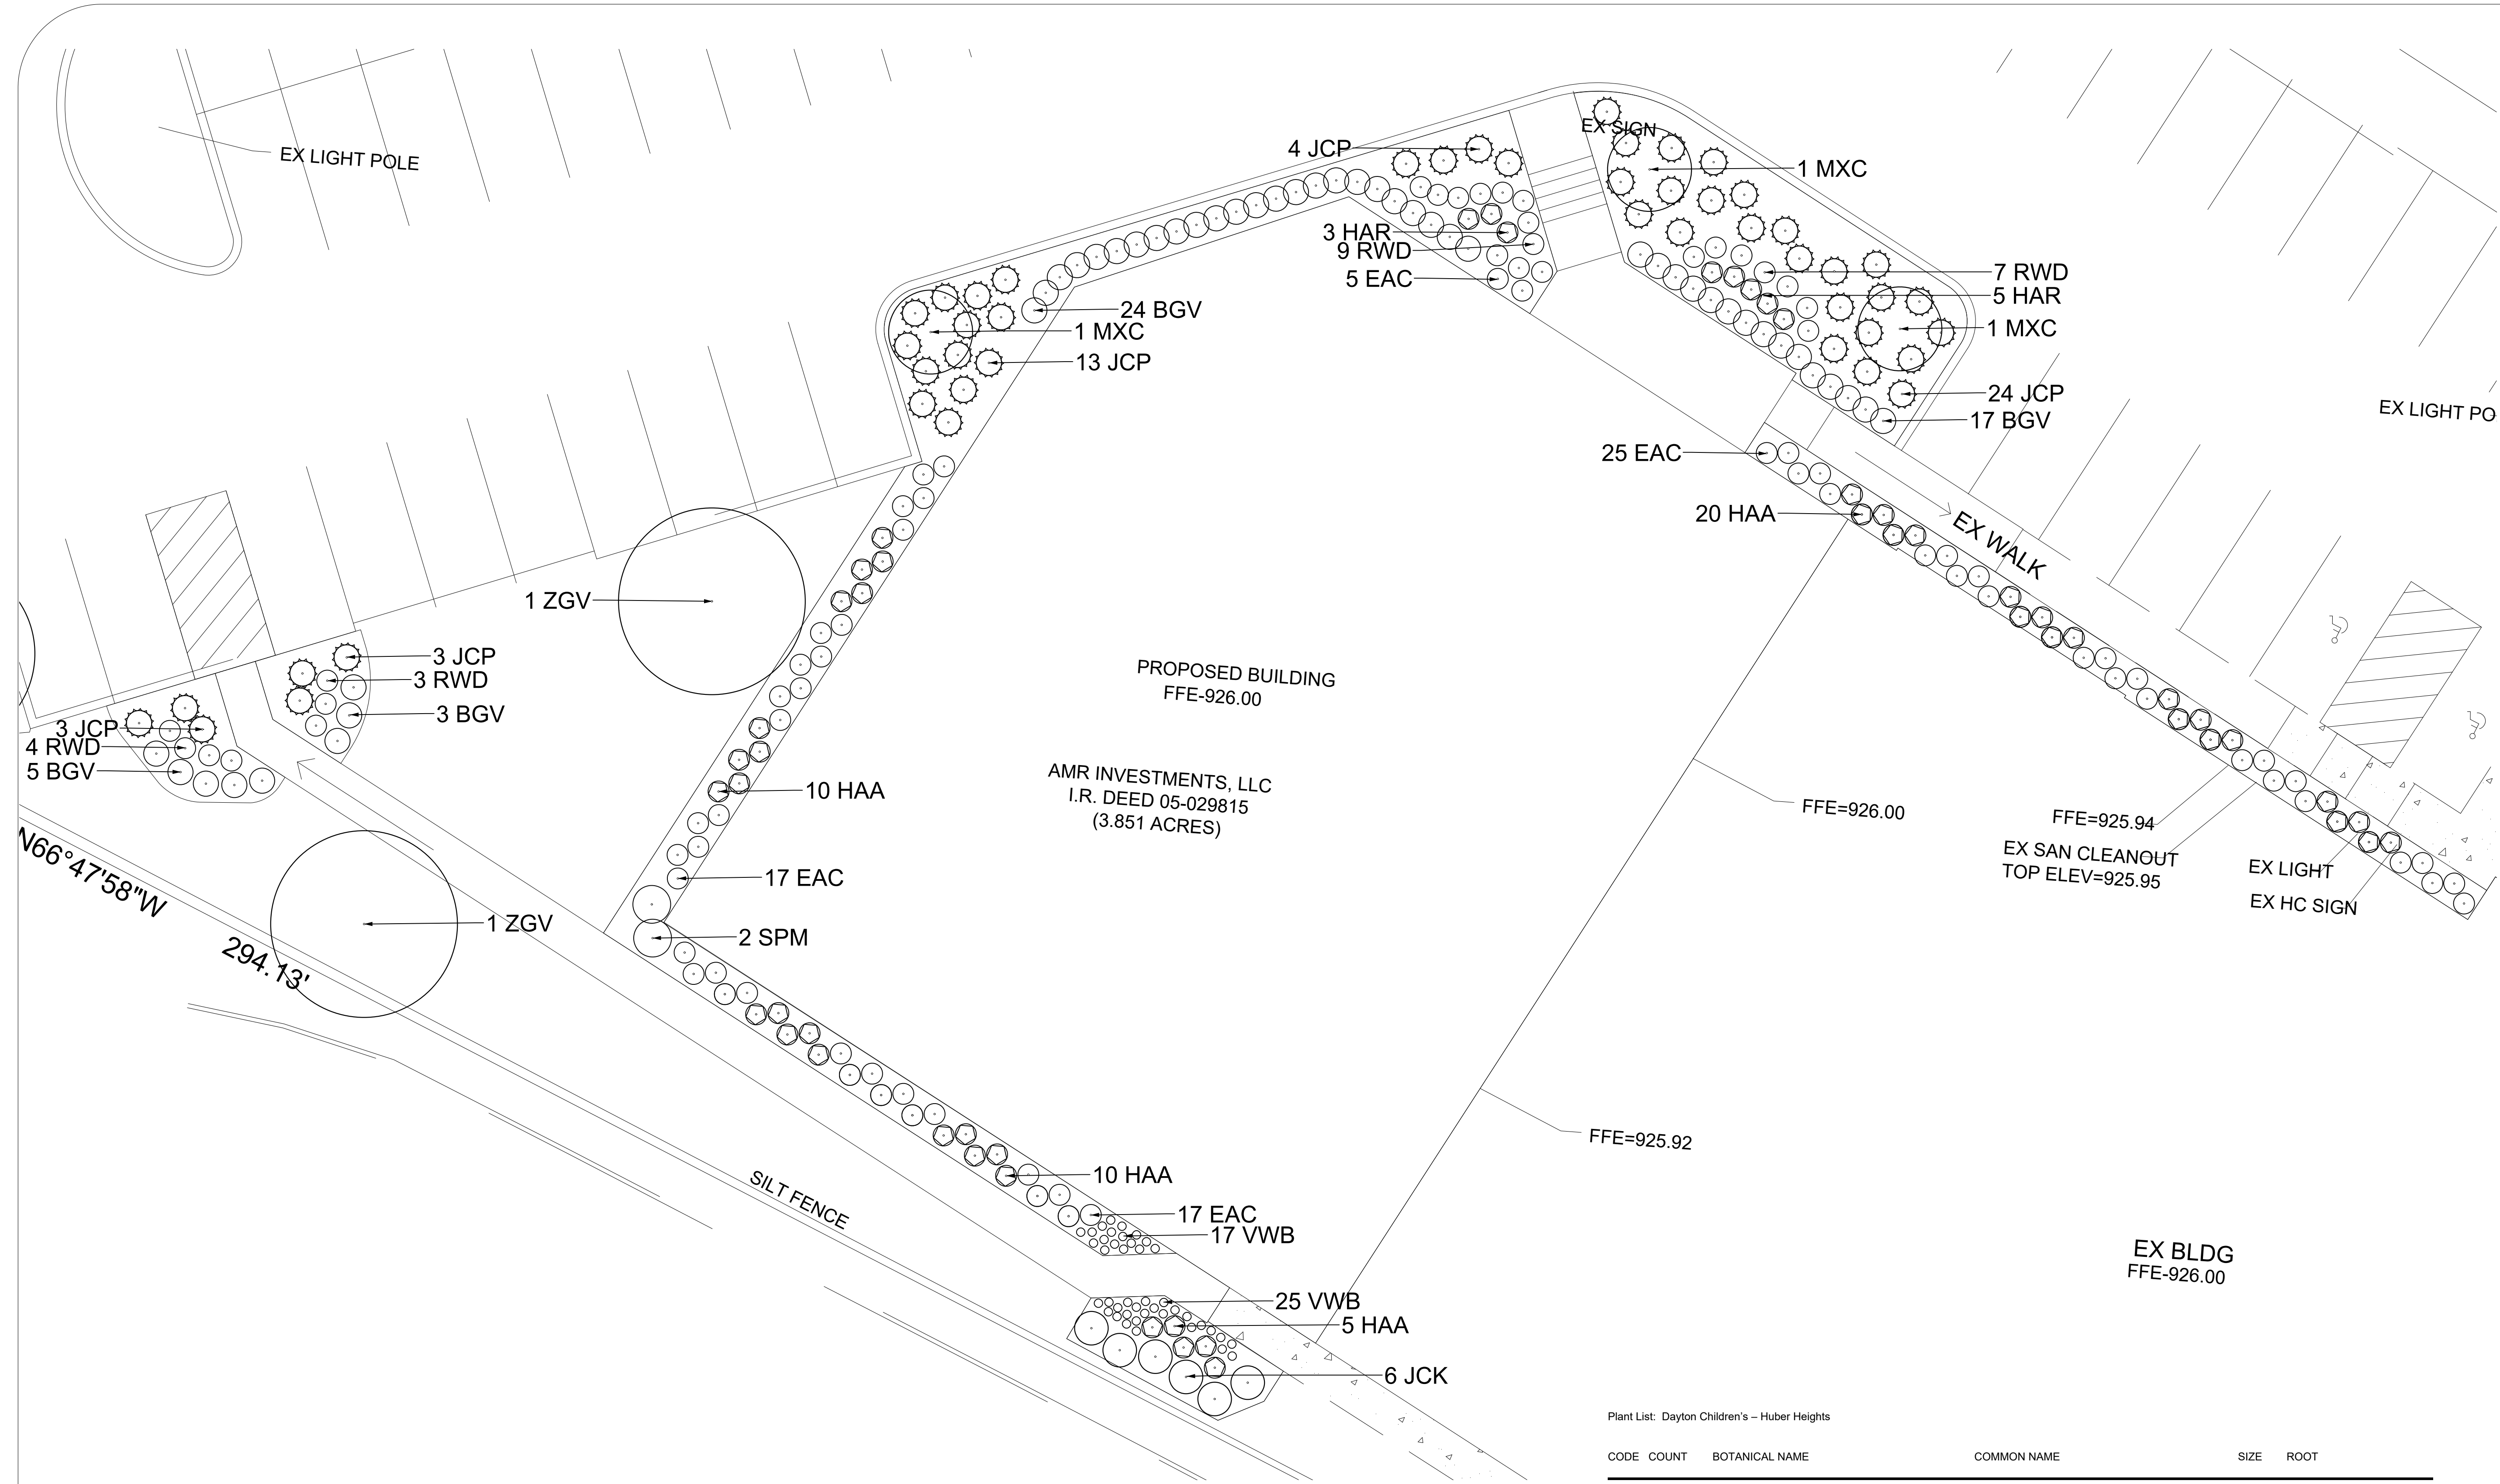 EX LIGHT POLE
4 JCP
EX SIGN
1 MXC
3 HAR
9 RWD
5 EAC
7 RWD
5 HAR
1 MXC
24 BGV
1 MXC
13 JCP
24 JCP
17 BGV
EX LIGHT PO
25 EAC
20 HAA
EX WALK
1 ZGV
3 JCP
3 RWD
3 BGV
3 JCP
4 RWD
5 BGV
PROPOSED BUILDING
FFE-926.00
AMR INVESTMENTS, LLC
I.R. DEED 05-029815
(3.851 ACRES)
10 HAA
FFE=926.00
FFE=925.94
EX SAN CLEANOUT
TOP ELEV=925.95
EX LIGHT
EX HC SIGN
17 EAC
N66°47'58"W
294.13'
1 ZGV
2 SPM
FFE=925.92
SILT FENCE
10 HAA
17 EAC
17 VWB
EX BLDG
FFE-926.00
25 VWB
5 HAA
6 JCK
Plant List: Dayton Children's – Huber Heights
CODE COUNT BOTANICAL NAME COMMON NAME SIZE ROOT